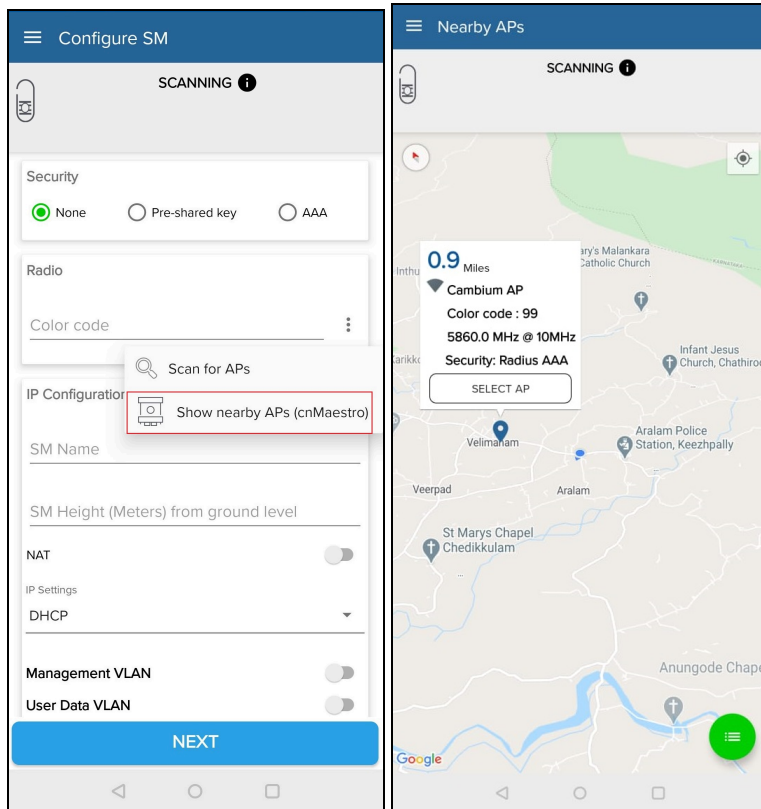 Configure SM
SCANNING
Security
None
Pre-shared key
AAA
Radio
Color code
Scan for APs
IP Configuration
Show nearby APs (cnMaestro)
SM Name
SM Height (Meters) from ground level
NAT
IP Settings
DHCP
Management VLAN
User Data VLAN
NEXT
Nearby APs
SCANNING
ary's Malankara
Catholic Church
0.9 Miles
Cambium AP
Color code : 99
5860.0 MHz @ 10MHz
Security: Radius AAA
SELECT AP
Infant Jesus
Church, Chathiroo
Velimanam
Aralam Police
Station, Keezhpally
Veerpad
Aralam
St Marys Chapel
Chedikkulam
Anungode Chape
Google